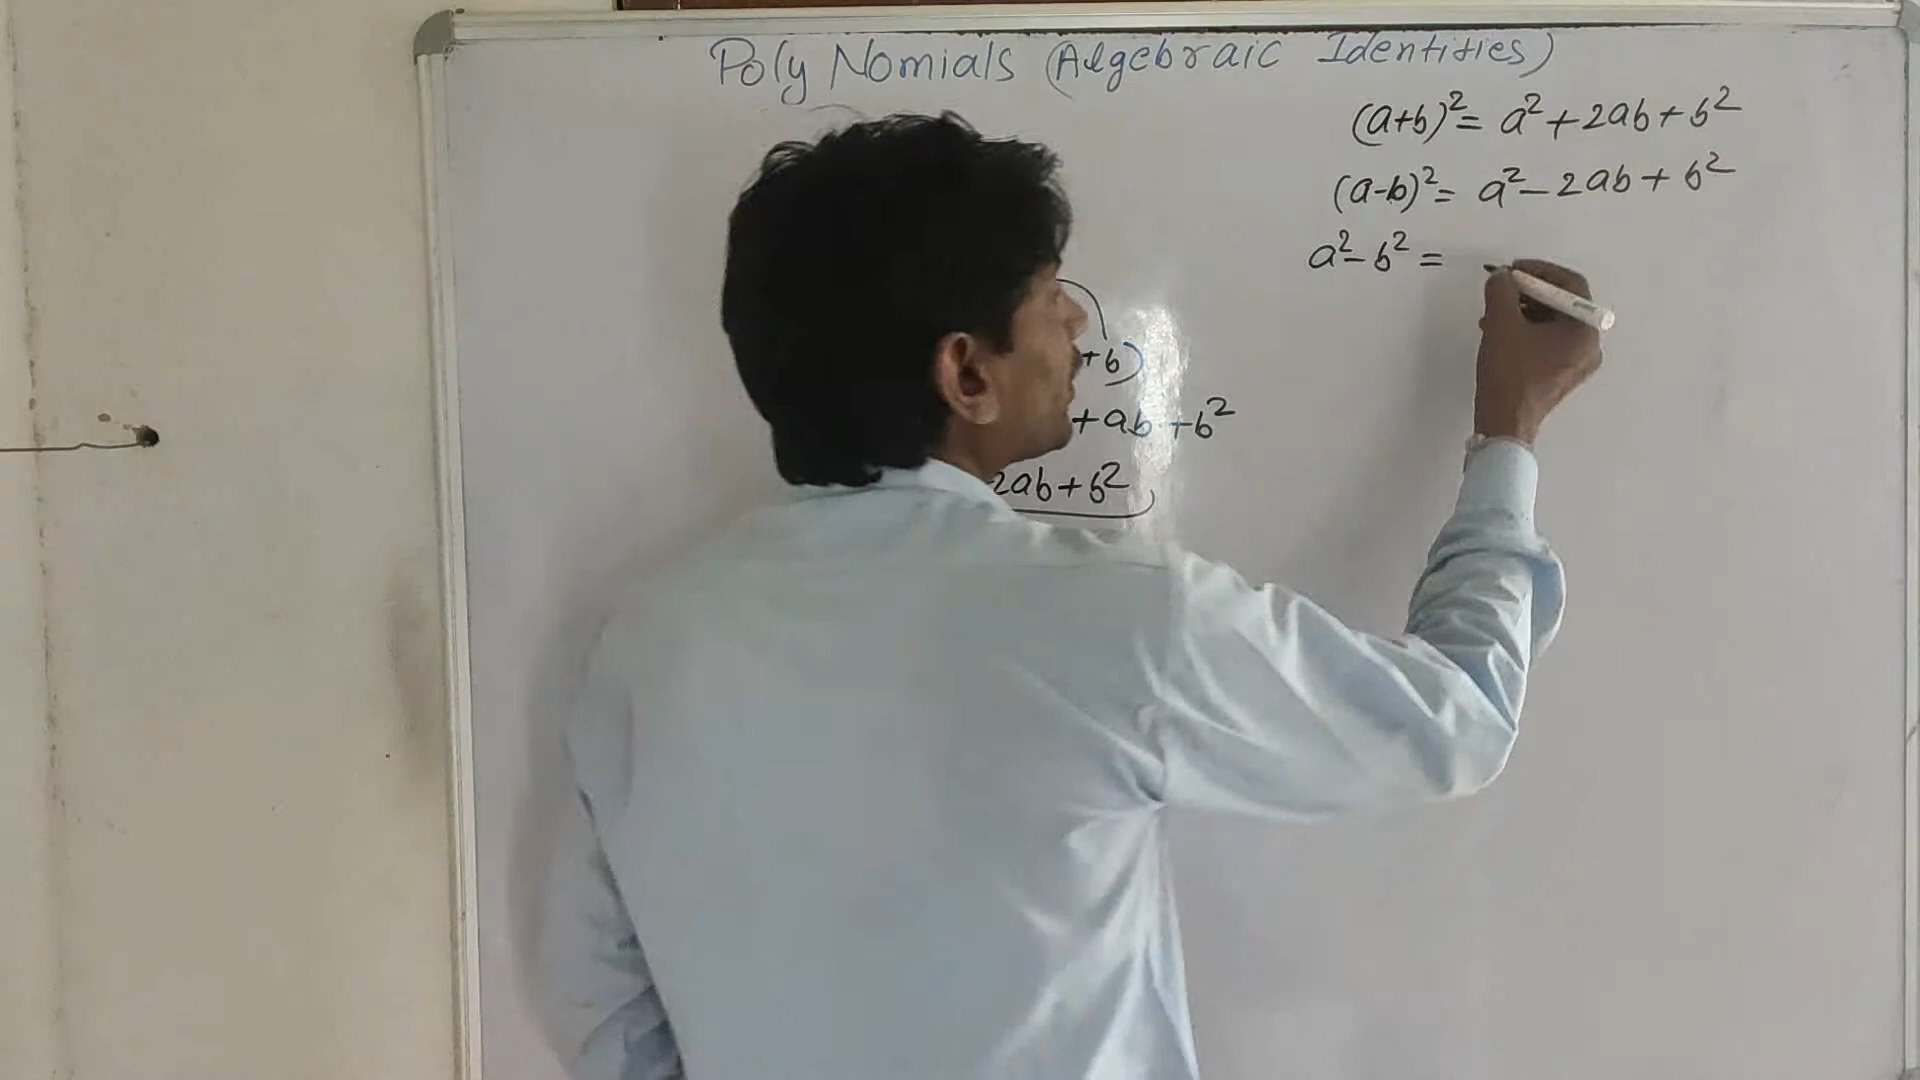 Poly Nomials (Algebraic Identities)
(a+b)²= a²+2ab+b²
(a-b)²= a²-2ab+b²
a²-b² =
+b)
+ab+b²
2ab+b²